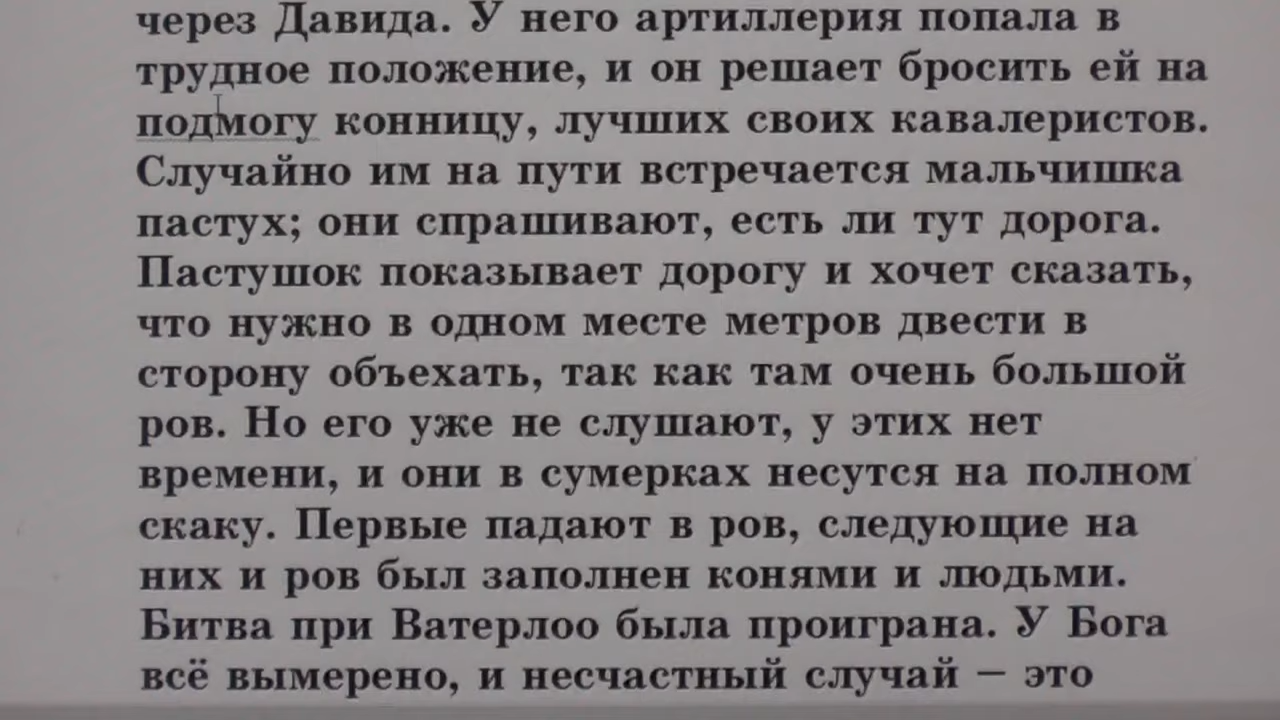 через Давида. У него артиллерия попала в
трудное положение, и он решает бросить ей на
подмогу конницу, лучших своих кавалеристов.
Случайно им на пути встречается мальчишка
пастух; они спрашивают, есть ли тут дорога.
Пастушок показывает дорогу и хочет сказать,
что нужно в одном месте метров двести в
сторону объехать, так как там очень большой
ров. Но его уже не слушают, у этих нет
времени, и они в сумерках несутся на полном
скаку. Первые падают в ров, следующие на
них и ров был заполнен конями и людьми.
Битва при Ватерлоо была проиграна. У Бога
всё вымерено, и несчастный случай – это